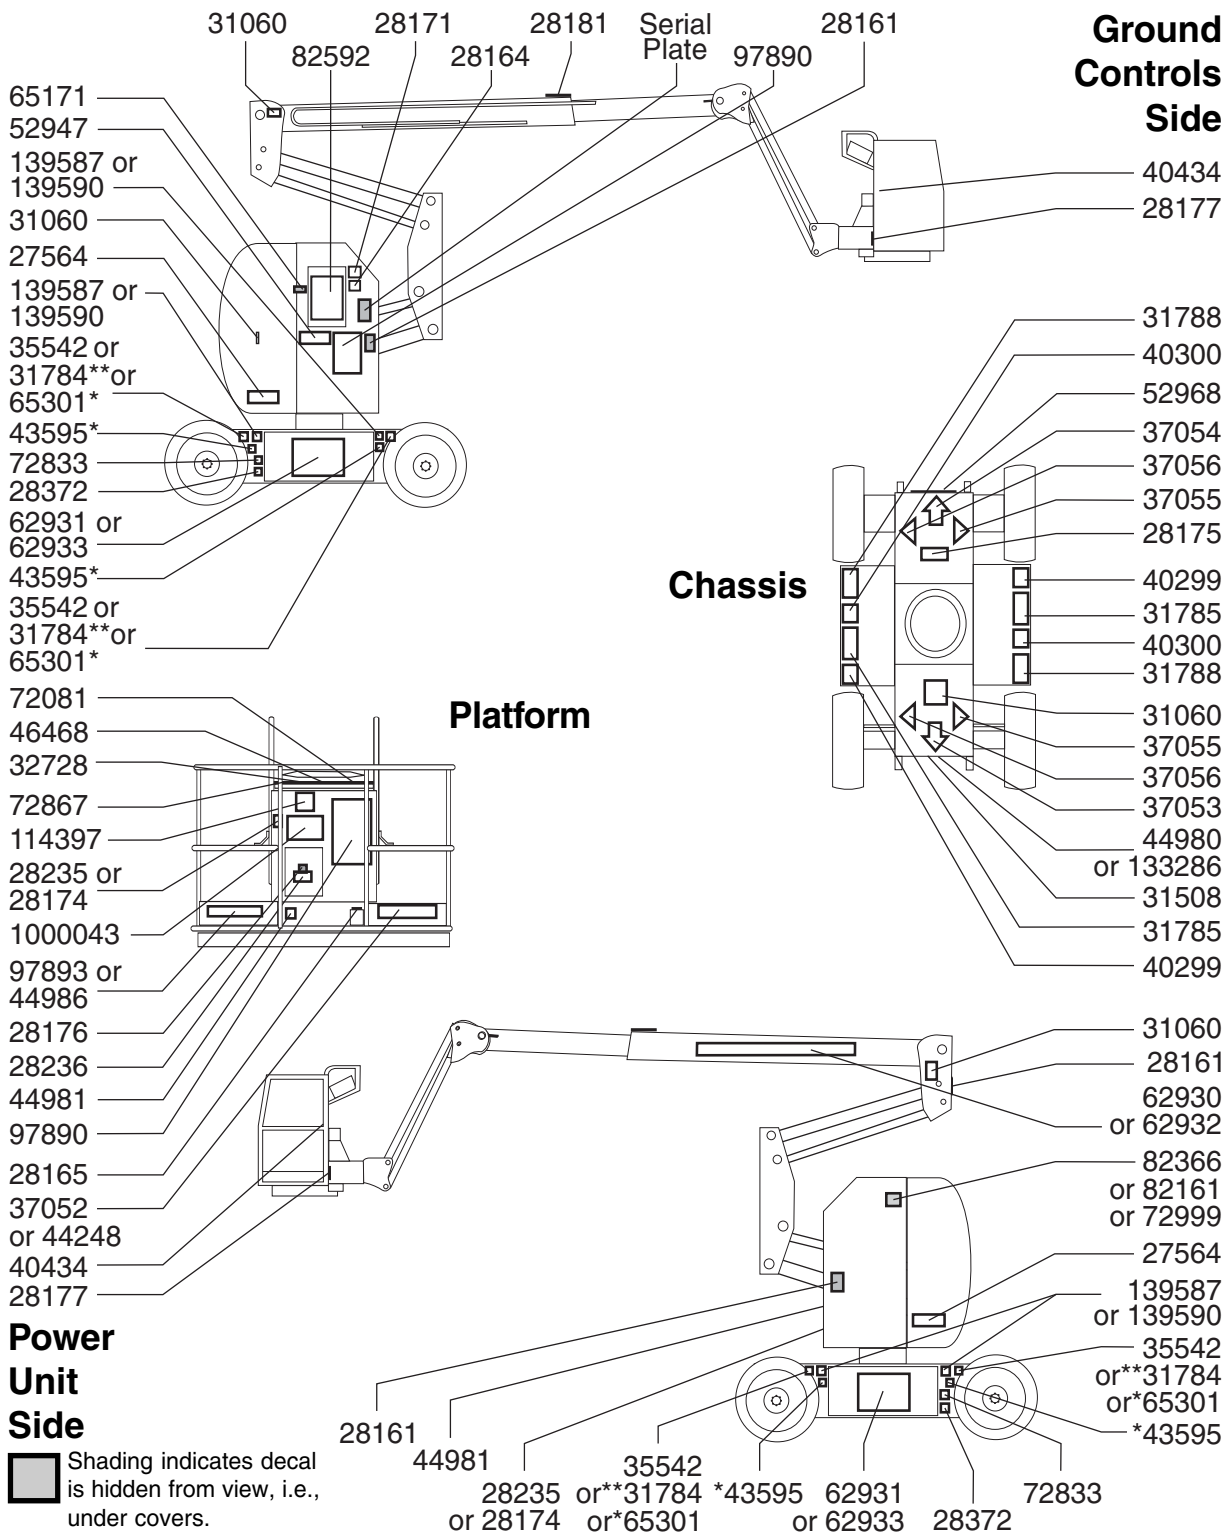 31060
28171
28181
Serial
Plate
28161
82592
28164
97890
Ground
Controls
Side
65171
52947
139587 or
139590
31060
27564
139587 or
139590
35542 or
31784**or
65301*
43595*
72833
28372
62931 or
62933
43595*
35542 or
31784**or
65301*
40434
28177
Chassis
31788
40300
52968
37054
37056
37055
28175
40299
31785
40300
31788
31060
37055
37056
37053
44980
or 133286
31508
31785
40299
Platform
72081
46468
32728
72867
114397
28235 or
28174
1000043
97893 or
44986
28176
28236
44981
97890
28165
37052
or 44248
40434
28177
31060
28161
62930
or 62932
82366
or 82161
or 72999
27564
139587
or 139590
35542
or**31784
or*65301
*43595
Power
Unit
Side
Shading indicates decal
is hidden from view, i.e.,
under covers.
28161
44981
28235
or 28174
35542
or**31784
or*65301
*43595
62931
or 62933
28372
72833